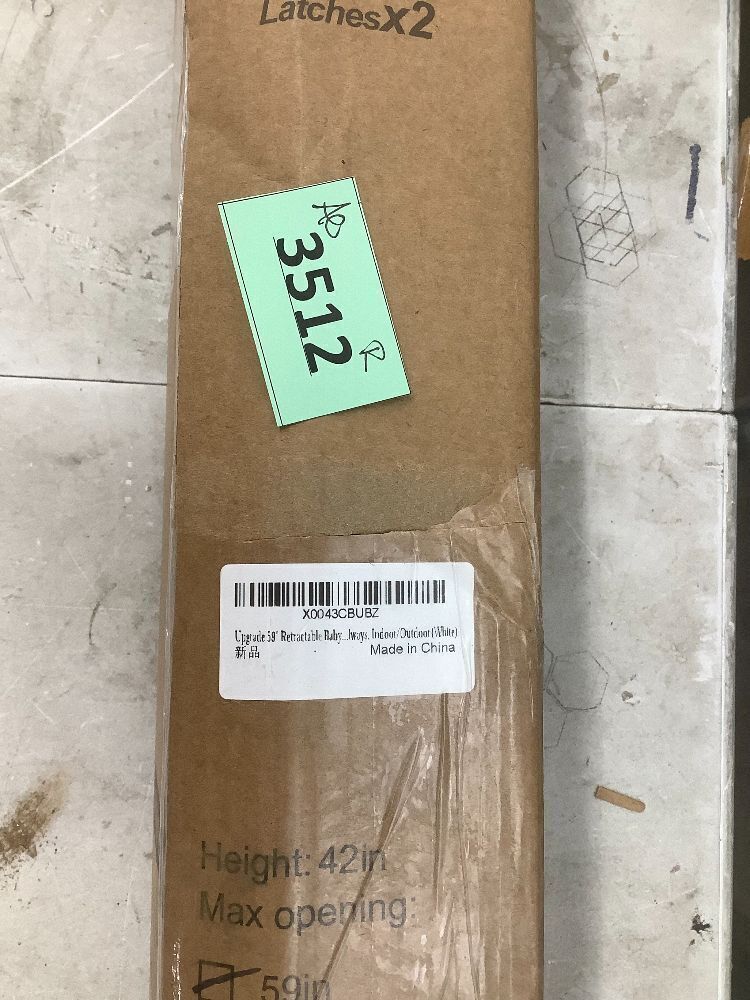 Latchesx2
AD
3512
R
X0043CBUBZ
Upgrade 59" Retractable Baby...lways, Indoor/Outdoor(White)
新品
Made in China
Height: 42in
Max opening:
59in